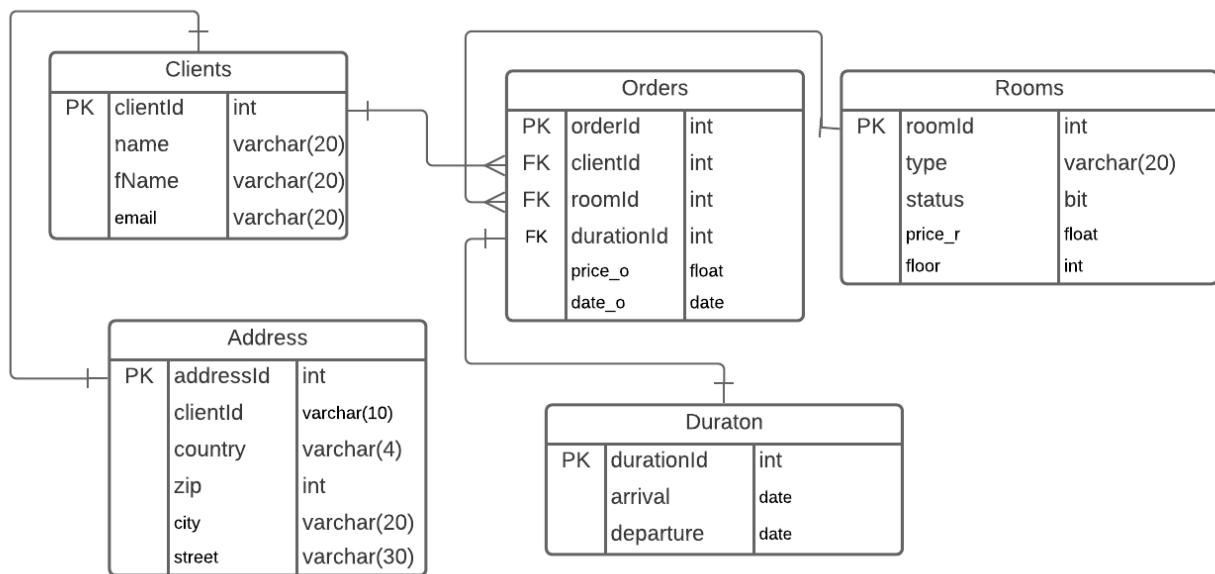 Clients
PK clientId int
name varchar(20)
fName varchar(20)
email varchar(20)
Orders
PK orderId int
FK clientId int
FK roomId int
FK durationId int
price_o float
date_o date
Rooms
PK roomId int
type varchar(20)
status bit
price_r float
floor int
Address
PK addressId int
clientId varchar(10)
country varchar(4)
zip int
city varchar(20)
street varchar(30)
Duraton
PK durationId int
arrival date
departure date